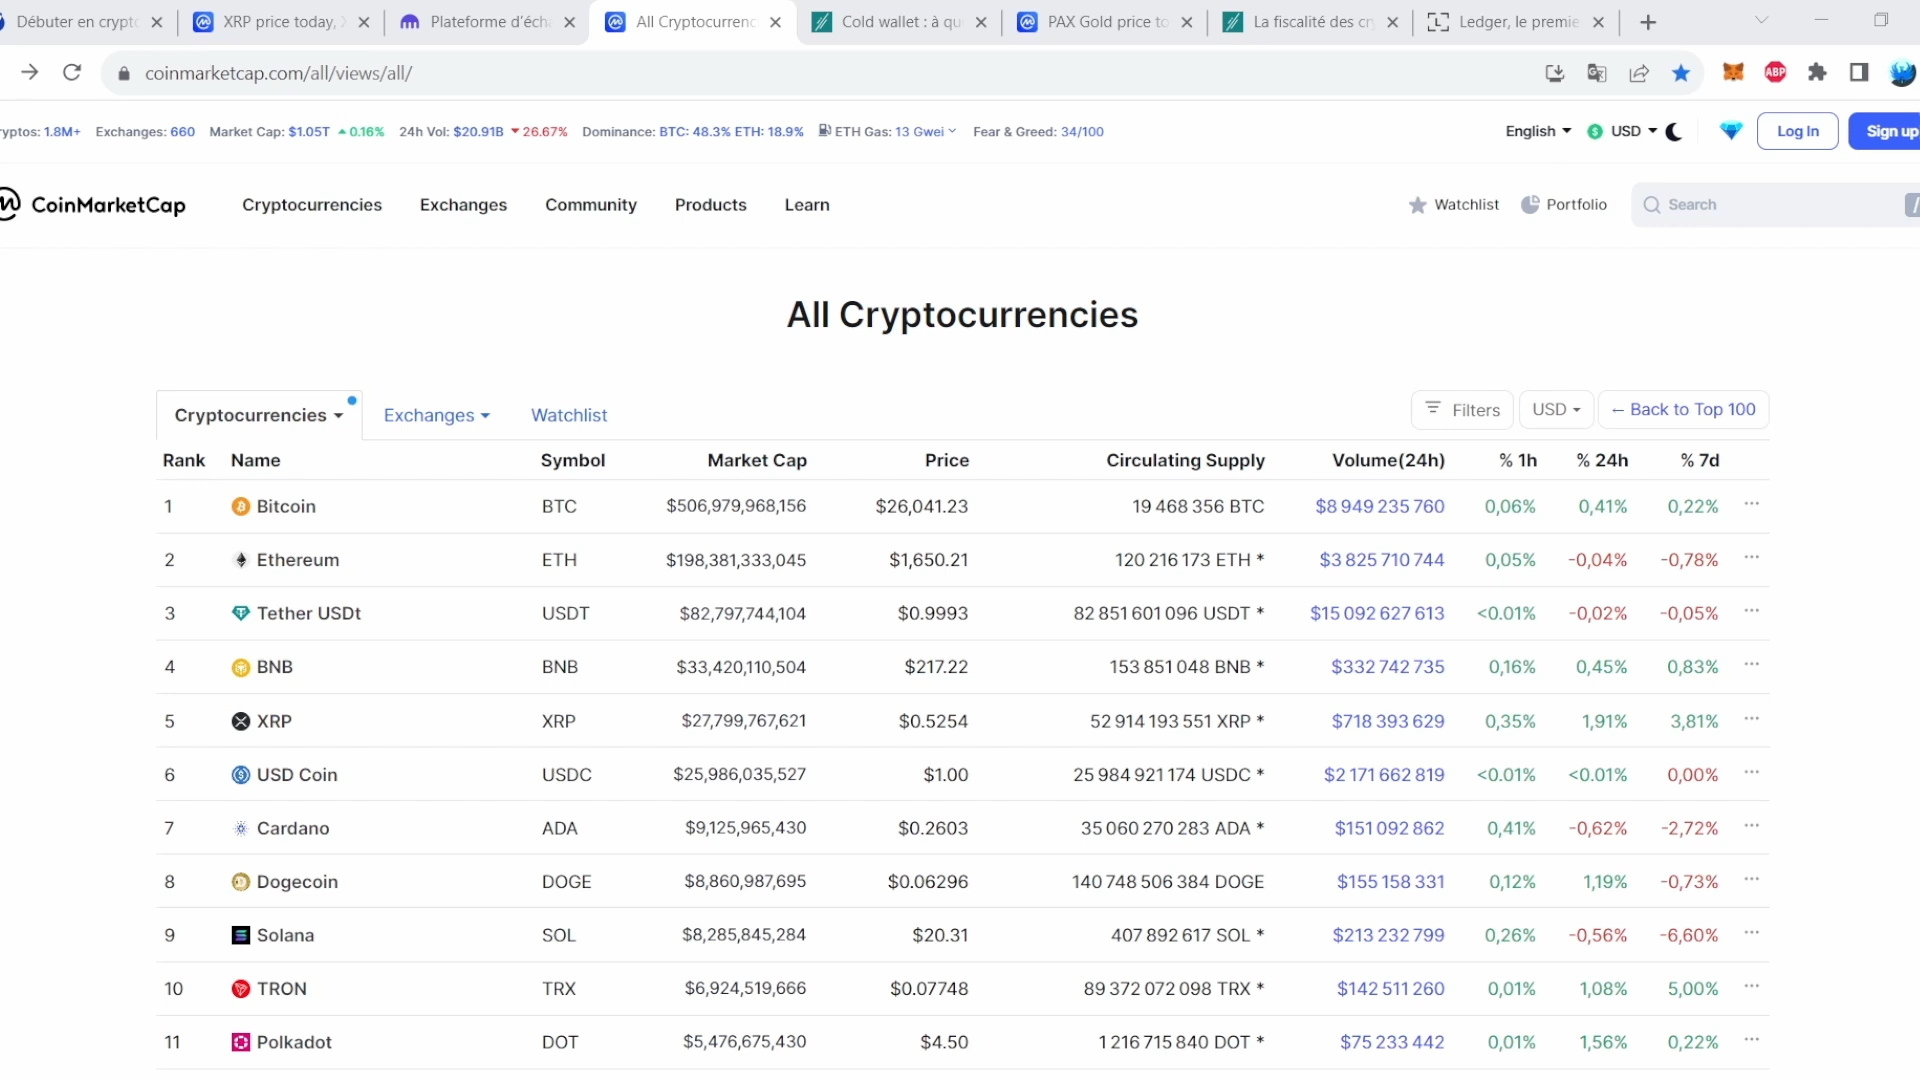 Débuter en crypto
XRP price today, X
Plateforme d'écha
All Cryptocurrenc
Cold wallet : à qu
PAX Gold price to
La fiscalité des cr
Ledger, le premie
coinmarketcap.com/all/views/all/
ABP
ryptos: 1.8M+ Exchanges: 660 Market Cap: $1.05T 0.16% 24h Vol: $20.91B 26.67% Dominance: BTC: 48.3% ETH: 18.9% ETH Gas: 13 Gwei Fear & Greed: 34/100
English USD Log In Sign up
CoinMarketCap Cryptocurrencies Exchanges Community Products Learn Watchlist Portfolio Search /
All Cryptocurrencies
Cryptocurrencies Exchanges Watchlist Filters USD ← Back to Top 100
Rank Name Symbol Market Cap Price Circulating Supply Volume(24h) % 1h % 24h % 7d
1 Bitcoin BTC $506,979,968,156 $26,041.23 19 468 356 BTC $8 949 235 760 0,06% 0,41% 0,22% ...
2 Ethereum ETH $198,381,333,045 $1,650.21 120 216 173 ETH * $3 825 710 744 0,05% -0,04% -0,78% ...
3 Tether USDt USDT $82,797,744,104 $0.9993 82 851 601 096 USDT * $15 092 627 613 <0.01% -0,02% -0,05% ...
4 BNB BNB $33,420,110,504 $217.22 153 851 048 BNB * $332 742 735 0,16% 0,45% 0,83% ...
5 XRP XRP $27,799,767,621 $0.5254 52 914 193 551 XRP * $718 393 629 0,35% 1,91% 3,81% ...
6 USD Coin USDC $25,986,035,527 $1.00 25 984 921 174 USDC * $2 171 662 819 <0.01% <0.01% 0,00% ...
7 Cardano ADA $9,125,965,430 $0.2603 35 060 270 283 ADA * $151 092 862 0,41% -0,62% -2,72% ...
8 Dogecoin DOGE $8,860,987,695 $0.06296 140 748 506 384 DOGE $155 158 331 0,12% 1,19% -0,73% ...
9 Solana SOL $8,285,845,284 $20.31 407 892 617 SOL * $213 232 799 0,26% -0,56% -6,60% ...
10 TRON TRX $6,924,519,666 $0.07748 89 372 072 098 TRX * $142 511 260 0,01% 1,08% 5,00% ...
11 Polkadot DOT $5,476,675,430 $4.50 1 216 715 840 DOT * $75 233 442 0,01% 1,56% 0,22% ...